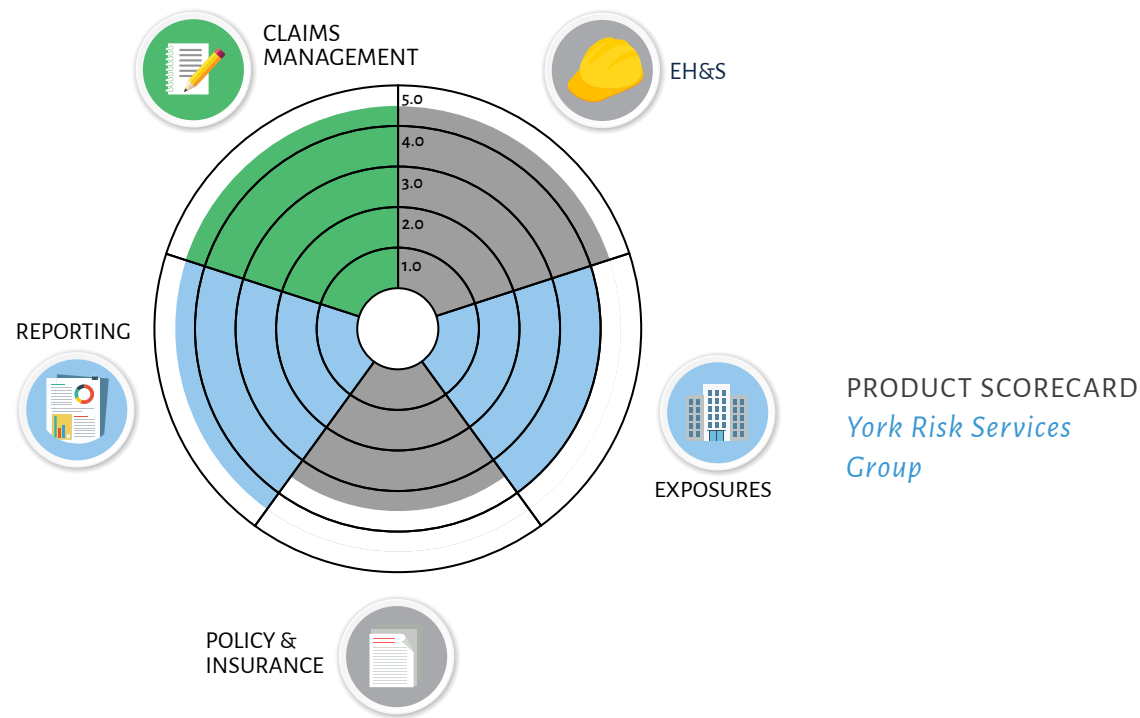 CLAIMS
MANAGEMENT
EH&S
5.0
4.0
3.0
2.0
1.0
REPORTING
EXPOSURES
PRODUCT SCORECARD
York Risk Services
Group
POLICY &
INSURANCE